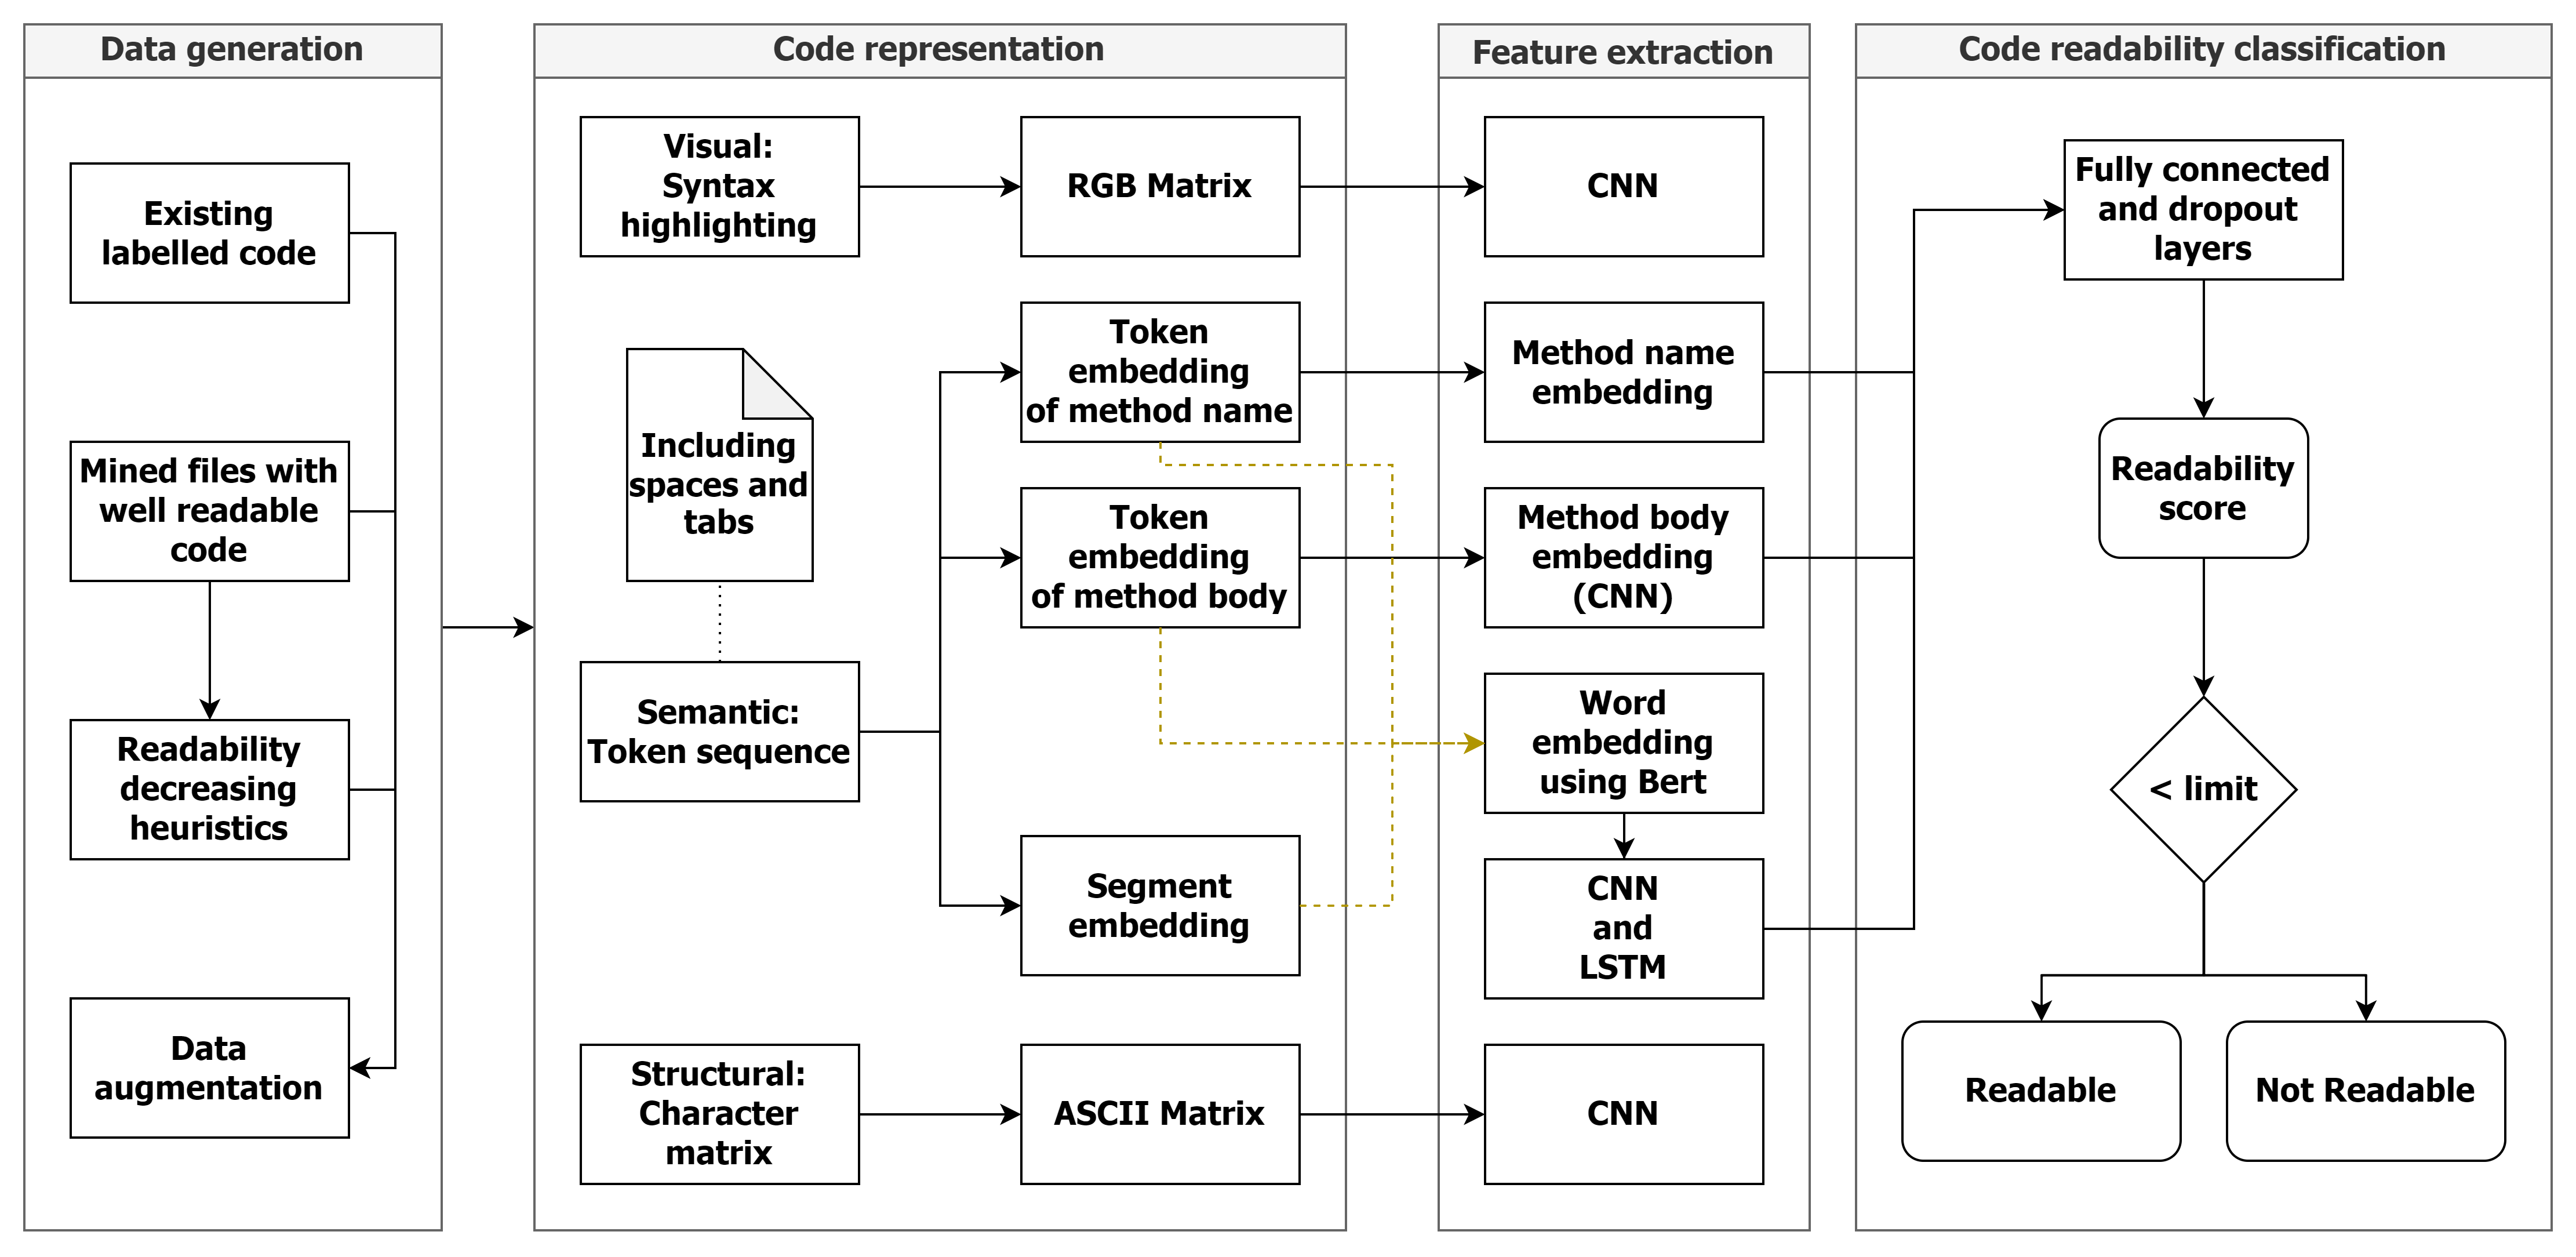 Data generation
Existing
labelled code
Mined files with
well readable
code
Readability
decreasing
heuristics
Data
augmentation
Code representation
Visual:
Syntax
highlighting
RGB Matrix
Including
spaces and
tabs
Semantic:
Token sequence
Token
embedding
of method name
Token
embedding
of method body
Segment
embedding
Structural:
Character
matrix
ASCII Matrix
Feature extraction
CNN
Method name
embedding
Method body
embedding
(CNN)
Word
embedding
using Bert
CNN
and
LSTM
CNN
Code readability classification
Fully connected
and dropout
layers
Readability
score
< limit
Readable
Not Readable